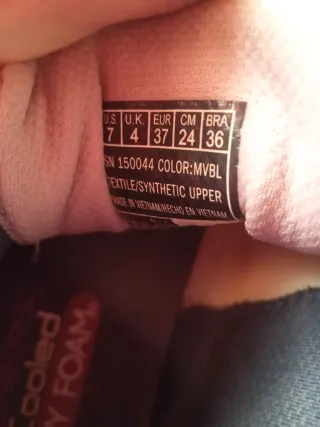 U.S. U.K. EUR CM BRA
7 4 37 24 36
SN 150044 COLOR:MVBL
TEXTILE/SYNTHETIC UPPER
MADE IN VIETNAM/HECHO EN VIETNAM
Cooled
Y FOAM.